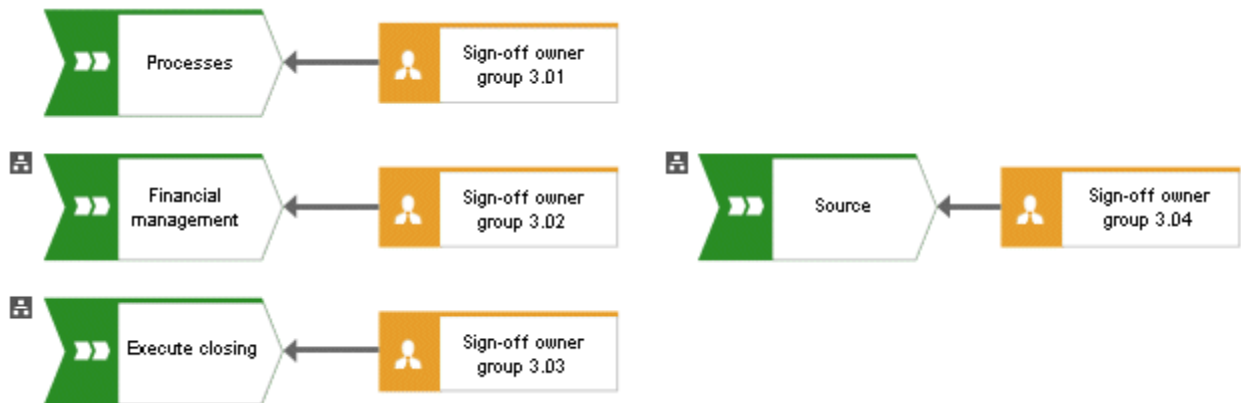 Processes
Sign-off owner
group 3.01
Financial
management
Sign-off owner
group 3.02
Source
Sign-off owner
group 3.04
Execute closing
Sign-off owner
group 3.03